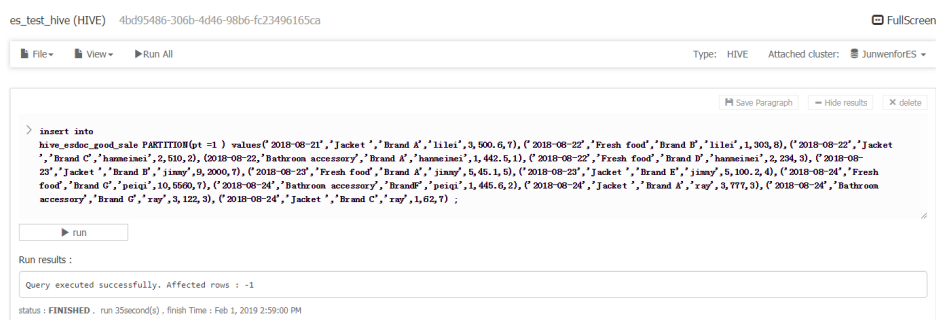 es_test_hive (HIVE) 4bd95486-306b-4d46-98b6-fc23496165ca FullScreen
File View Run All Type: HIVE Attached cluster: JunwenforES
Save Paragraph Hide results delete
insert into
hive_esdoc_good_sale PARTITION(pt =1 ) values('2018-08-21','Jacket ','Brand A','lilei',3,500.6,7),('2018-08-22','Fresh food','Brand B','lilei',1,303,8),('2018-08-22','Jacket
','Brand C','hanmeimei',2,510,2),(2018-08-22,'Bathroom accessory','Brand A','hanmeimei',1,442.5,1),('2018-08-22','Fresh food','Brand D','hanmeimei',2,234,3),('2018-08-
23','Jacket ','Brand B','jimmy',9,2000,7),('2018-08-23','Fresh food','Brand A','jimmy',5,45.1,5),('2018-08-23','Jacket ','Brand E','jimmy',5,100.2,4),('2018-08-24','Fresh
food','Brand G','peiqi',10,5560,7),('2018-08-24','Bathroom accessory','BrandF','peiqi',1,445.6,2),('2018-08-24','Jacket ','Brand A','ray',3,777,3),('2018-08-24','Bathroom
accessory','Brand G','ray',3,122,3),('2018-08-24','Jacket ','Brand C','ray',1,62,7) ;
run
Run results :
Query executed successfully. Affected rows : -1
status : FINISHED , run 35second(s) , finish Time : Feb 1, 2019 2:59:00 PM